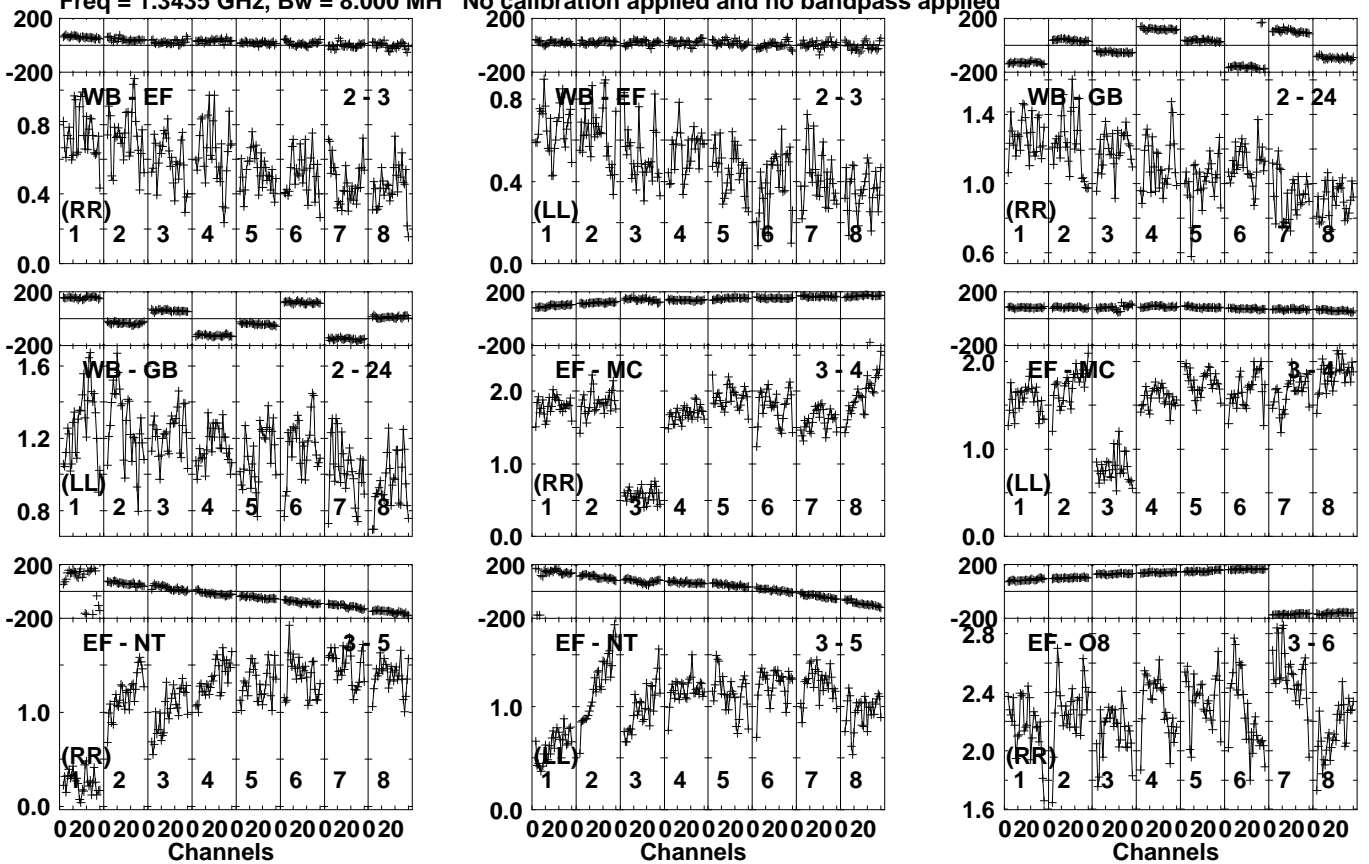 Freq = 1.3435 GHz, Bw = 8.000 MH No calibration applied and no bandpass applied
200 200 200
-200 -200 -200
WB - EF 2 - 3 WB - EF 2 - 3 WB - GB 2 - 24
0.8 0.8 1.4
0.4 0.4 1.0
(RR) (LL) (RR)
1 2 3 4 5 6 7 8 1 2 3 4 5 6 7 8 1 2 3 4 5 6 7 8
0.0 0.0 0.6
200 200 200
-200 -200 -200
1.6 2.0
WB - GB 2 - 24 EF - MC 3 - 4 EF - MC 3 - 4
2.0
1.2
1.0 1.0
(LL) (RR) (LL)
1 2 3 4 5 6 7 8 1 2 3 4 5 6 7 8 1 2 3 4 5 6 7 8
0.8
0.0 0.0
200 200 200
-200 -200 -200
2.8
EF - NT 3 - 5 EF - NT 3 - 5 EF - O8 3 - 6
2.4
1.0 1.0
2.0
(RR) (LL) (RR)
1 2 3 4 5 6 7 8 1 2 3 4 5 6 7 8 1 2 3 4 5 6 7 8
0.0 0.0 1.6
0 20 0 20 0 20 0 20 0 20 0 20 0 20 0 20 0 20 0 20 0 20 0 20 0 20 0 20 0 20 0 20 0 20 0 20 0 20 0 20 0 20 0 20 0 20 0 20
Channels Channels Channels